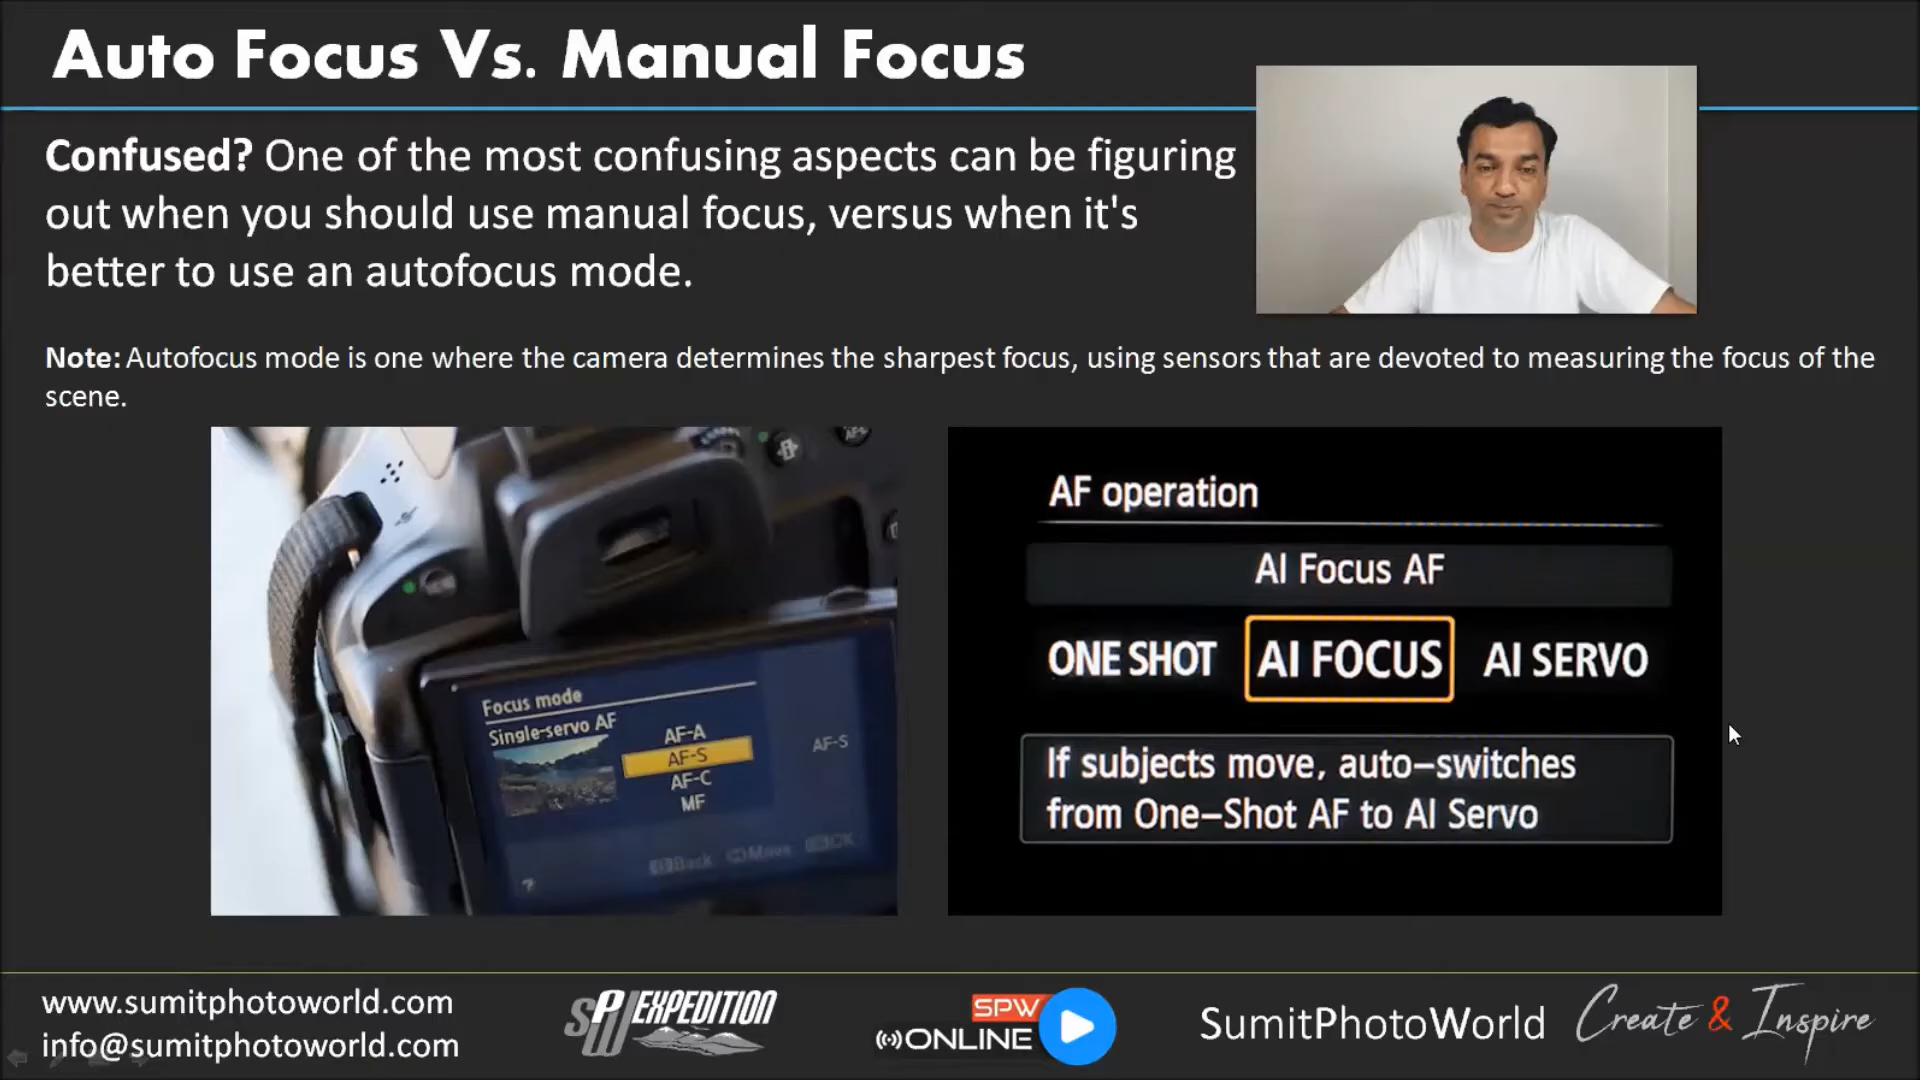 Auto Focus Vs. Manual Focus
Confused? One of the most confusing aspects can be figuring
out when you should use manual focus, versus when it's
better to use an autofocus mode.
Note: Autofocus mode is one where the camera determines the sharpest focus, using sensors that are devoted to measuring the focus of the
scene.
Focus mode
Single-servo AF
AF-A
AF-S
AF-S
AF-C
MF
Back Move OK
?
AF operation
AI Focus AF
ONE SHOT AI FOCUS AI SERVO
If subjects move, auto-switches
from One-Shot AF to AI Servo
www.sumitphotoworld.com
info@sumitphotoworld.com
SPW EXPEDITION
SPW
ONLINE
SumitPhotoWorld
Create & Inspire